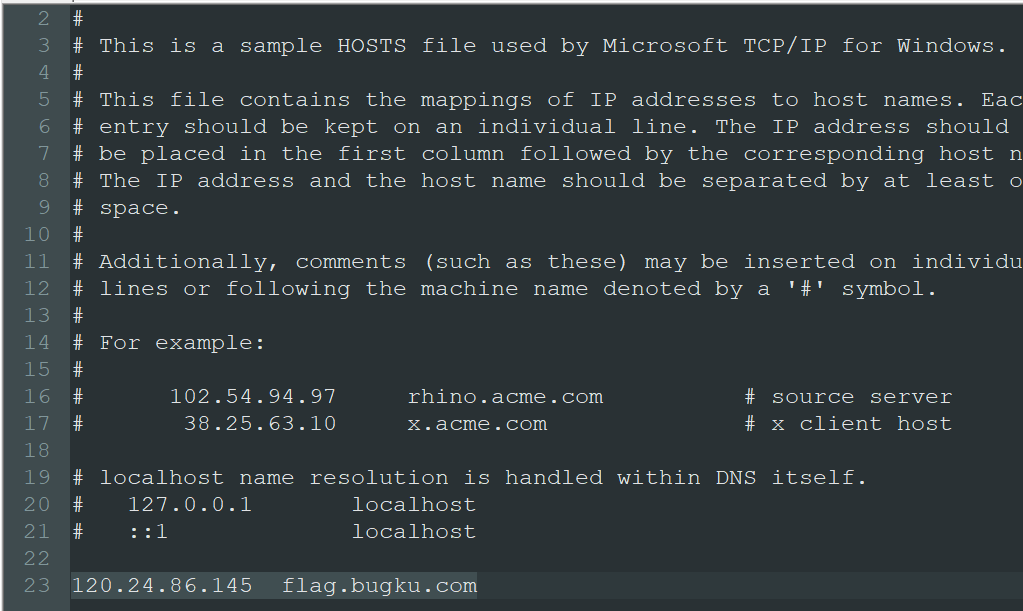 2 #
3 # This is a sample HOSTS file used by Microsoft TCP/IP for Windows.
4 #
5 # This file contains the mappings of IP addresses to host names. Eac
6 # entry should be kept on an individual line. The IP address should
7 # be placed in the first column followed by the corresponding host n
8 # The IP address and the host name should be separated by at least o
9 # space.
10 #
11 # Additionally, comments (such as these) may be inserted on individu
12 # lines or following the machine name denoted by a '#' symbol.
13 #
14 # For example:
15 #
16 #      102.54.94.97     rhino.acme.com          # source server
17 #       38.25.63.10     x.acme.com              # x client host
18
19 # localhost name resolution is handled within DNS itself.
20 #   127.0.0.1       localhost
21 #   ::1             localhost
22
23 120.24.86.145  flag.bugku.com